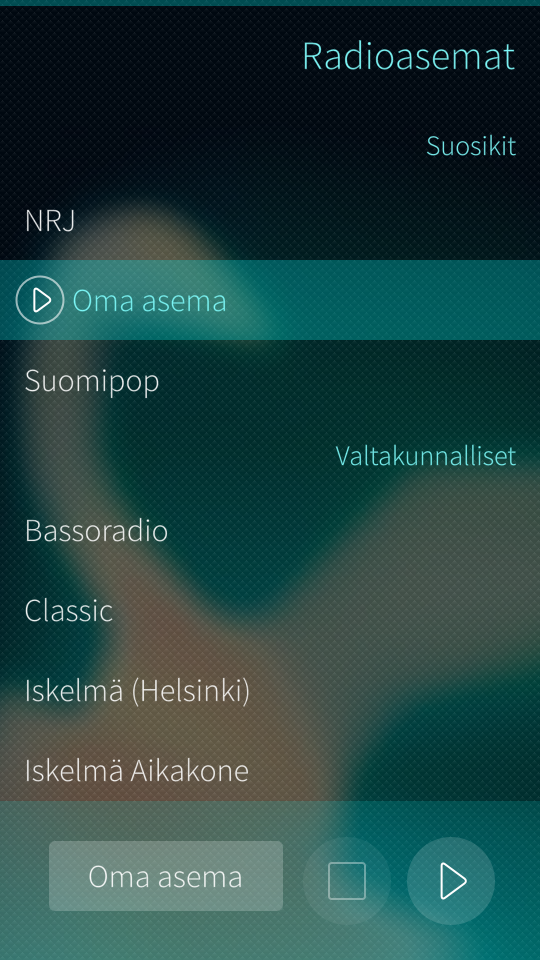 Radioasemat
Suosikit
NRJ
Oma asema
Suomipop
Valtakunnalliset
Bassoradio
Classic
Iskelmä (Helsinki)
Iskelmä Aikakone
Oma asema